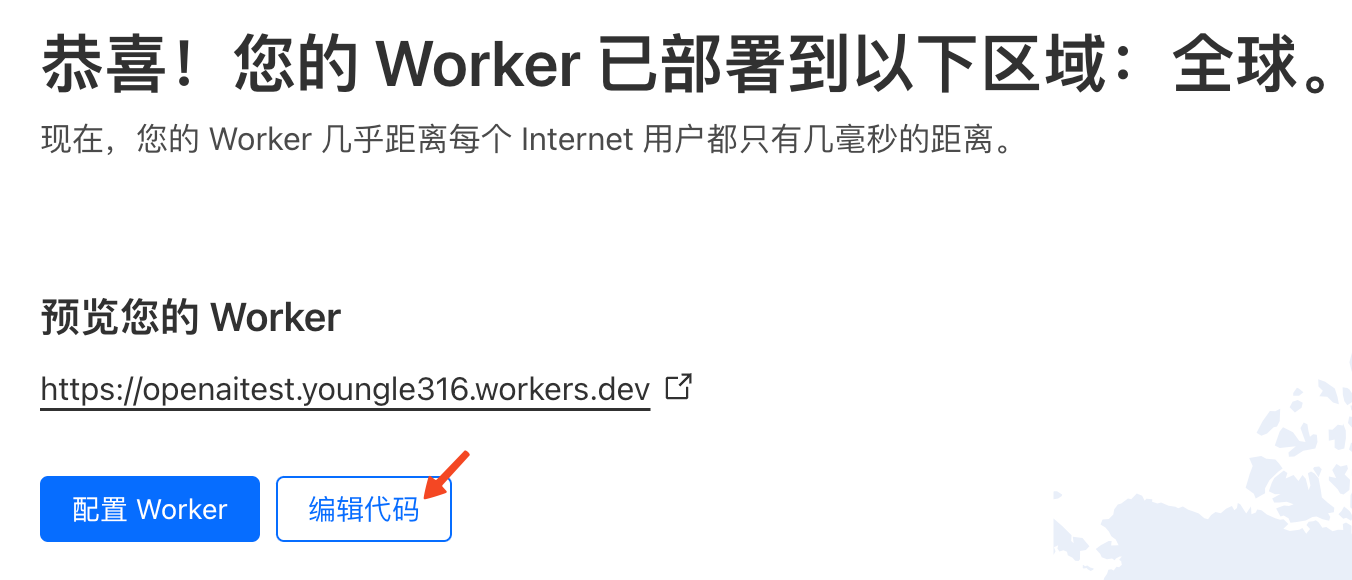 恭喜！您的 Worker 已部署到以下区域：全球。
现在，您的 Worker 几乎距离每个 Internet 用户都只有几毫秒的距离。
预览您的 Worker
https://openaitest.youngle316.workers.dev
配置 Worker
编辑代码